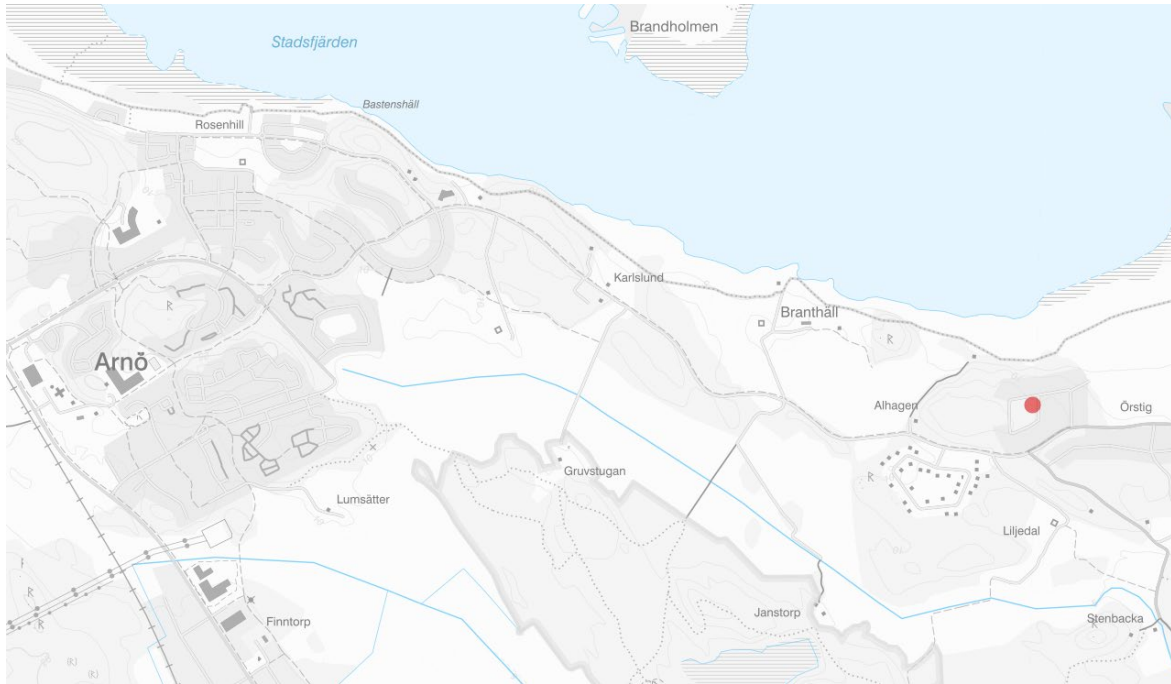 Brandholmen
Stadsfjärden
Bastenshäll
Rosenhill
Karlslund
Branthäll
Arnö
Alhagen
Örstig
Gruvstugan
Lumsätter
Liljedal
Janstorp
Finntorp
Stenbacka
R
R
R
R
R
R
(R)
(R)